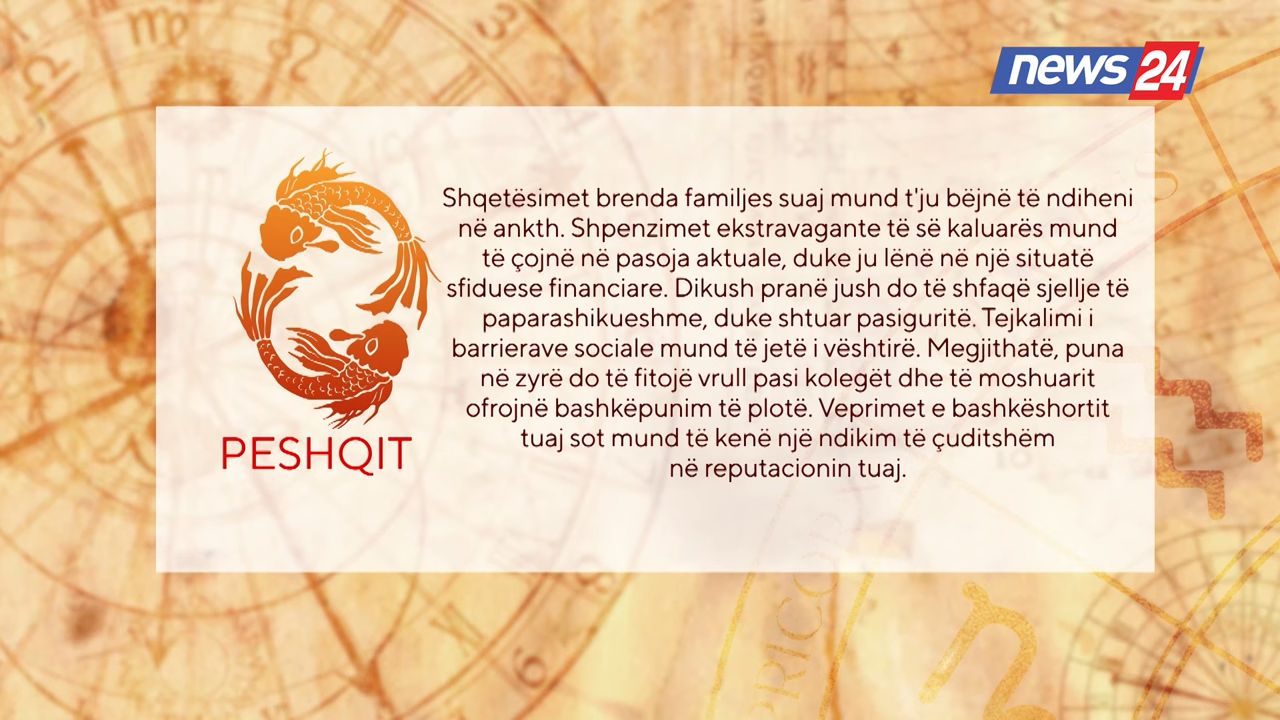 news 24
Shqetësimet brenda familjes suaj mund t'ju bëjnë të ndiheni
në ankth. Shpenzimet ekstravagante të së kaluarës mund
të çojnë në pasoja aktuale, duke ju lënë në një situatë
sfiduese financiare. Dikush pranë jush do të shfaqë sjellje të
paparashikueshme, duke shtuar pasiguritë. Tejkalimi i
barrierave sociale mund të jetë i vështirë. Megjithatë, puna
në zyrë do të fitojë vrull pasi kolegët dhe të moshuarit
ofrojnë bashkëpunim të plotë. Veprimet e bashkëshortit
tuaj sot mund të kenë një ndikim të çuditshëm
në reputacionin tuaj.
PESHQIT